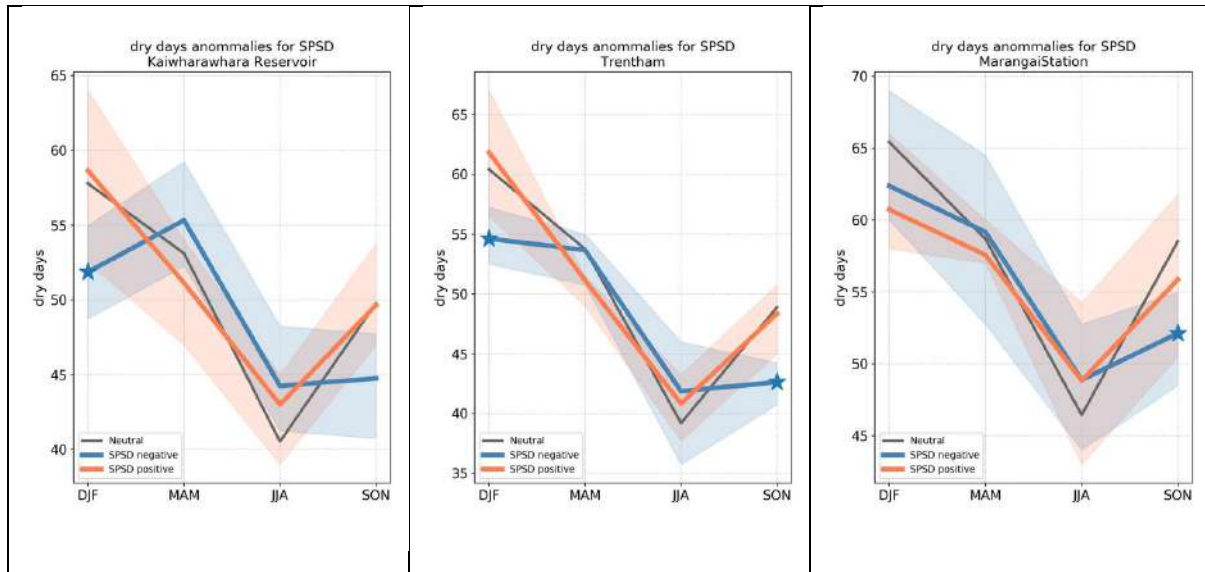 dry days anommalies for SPSD
Kaiwharawhara Reservoir
65
60
55
50
45
40
dry days
Neutral
SPSD negative
SPSD positive
DJF
MAM
JJA
SON
dry days anommalies for SPSD
Trentham
65
60
55
50
45
40
35
dry days
Neutral
SPSD negative
SPSD positive
DJF
MAM
JJA
SON
dry days anommalies for SPSD
MarangaiStation
70
65
60
55
50
45
dry days
Neutral
SPSD negative
SPSD positive
DJF
MAM
JJA
SON